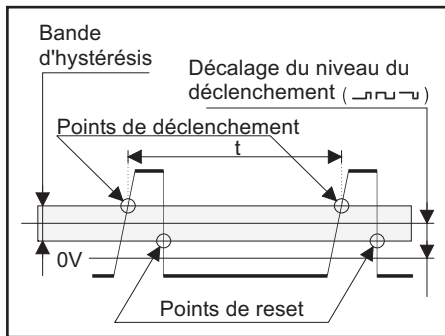 Bande
d'hystérésis
Décalage du niveau du
déclenchement ( )
Points de déclenchement
t
0V
Points de reset